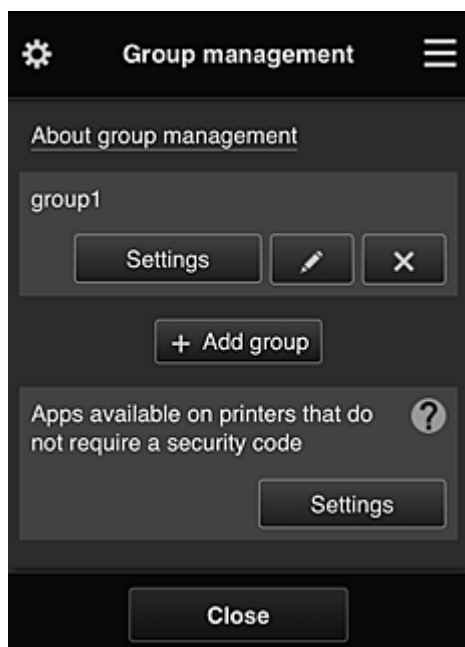 Group management
About group management
group1
Settings
+ Add group
Apps available on printers that do
not require a security code
?
Settings
Close